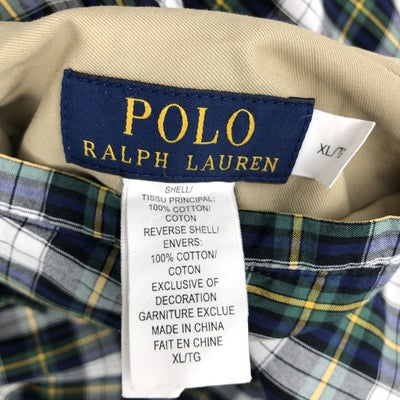 POLO
RALPH LAUREN
XL/TG
SHELL/
TISSU PRINCIPAL:
100% COTTON/
COTON
REVERSE SHELL/
ENVERS:
100% COTTON/
COTON
EXCLUSIVE OF
DECORATION
GARNITURE EXCLUE
MADE IN CHINA
FAIT EN CHINE
XL/TG